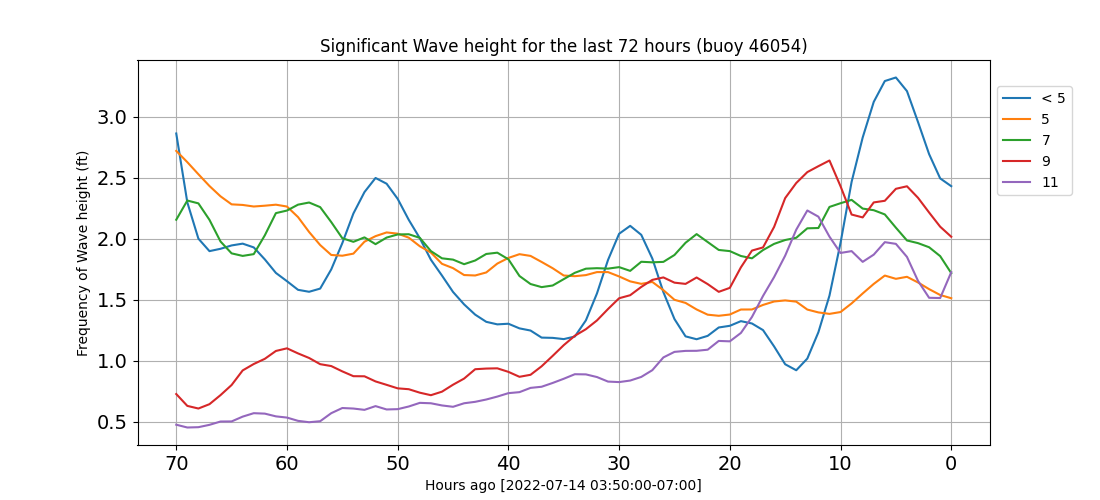 Significant Wave height for the last 72 hours (buoy 46054)
Frequency of Wave height (ft)
3.0
2.5
2.0
1.5
1.0
0.5
70 60 50 40 30 20 10 0
Hours ago [2022-07-14 03:50:00-07:00]
< 5
5
7
9
11